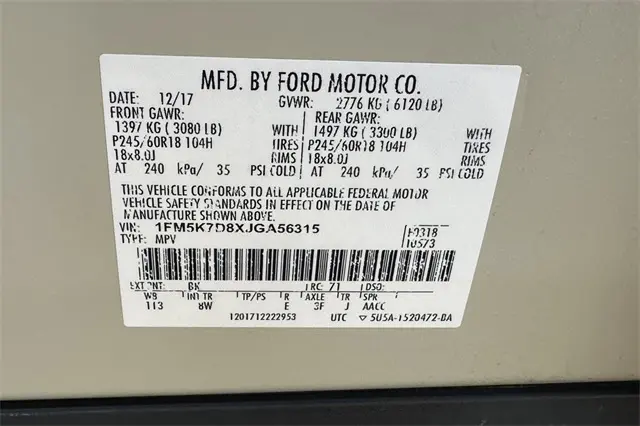 MFD. BY FORD MOTOR CO.
DATE: 12/17 GVWR: 2776 KG ( 6120 LB)
FRONT GAWR: REAR GAWR:
1397 KG ( 3080 LB) WITH 1497 KG ( 3300 LB) WITH
P245/60R18 104H TIRES P245/60R18 104H TIRES
18x8.0J RIMS 18x8.0J RIMS
AT 240 kPa/ 35 PSI COLD AT 240 kPa/ 35 PSI COLD
THIS VEHICLE CONFORMS TO ALL APPLICABLE FEDERAL MOTOR
VEHICLE SAFETY STANDARDS IN EFFECT ON THE DATE OF
MANUFACTURE SHOWN ABOVE.
VIN: 1FM5K7D8XJGA56315 F0318
TYPE: MPV T0573
EXT PNT: RC: 71 DSO:
WB INT TR TP/PS R AXLE TR SPR
113 8W E 3F J AACC
1201712222953 UTC ▽ 5U5A-1520472-BA